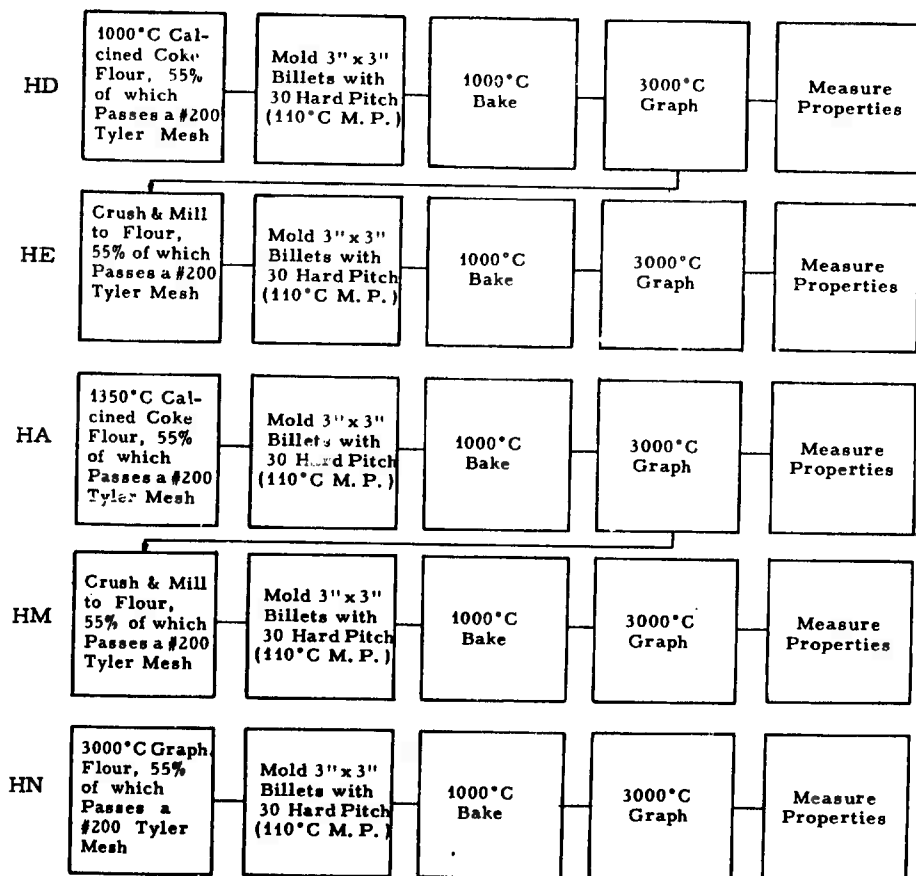 HD
1000°C Cal-
cined Coke
Flour, 55%
of which
Passes a #200
Tyler Mesh
Mold 3" x 3"
Billets with
30 Hard Pitch
(110°C M. P.)
1000°C
Bake
3000°C
Graph
Measure
Properties
HE
Crush & Mill
to Flour,
55% of which
Passes a #200
Tyler Mesh
Mold 3" x 3"
Billets with
30 Hard Pitch
(110°C M. P.)
1000°C
Bake
3000°C
Graph
Measure
Properties
HA
1350°C Cal-
cined Coke
Flour, 55%
of which
Passes a #200
Tyler Mesh
Mold 3" x 3"
Billets with
30 Hard Pitch
(110°C M. P.)
1000°C
Bake
3000°C
Graph
Measure
Properties
HM
Crush & Mill
to Flour,
55% of which
Passes a #200
Tyler Mesh
Mold 3" x 3"
Billets with
30 Hard Pitch
(110°C M. P.)
1000°C
Bake
3000°C
Graph
Measure
Properties
HN
3000°C Graph.
Flour, 55%
of which
Passes a
#200 Tyler
Mesh
Mold 3" x 3"
Billets with
30 Hard Pitch
(110°C M. P.)
1000°C
Bake
3000°C
Graph
Measure
Properties